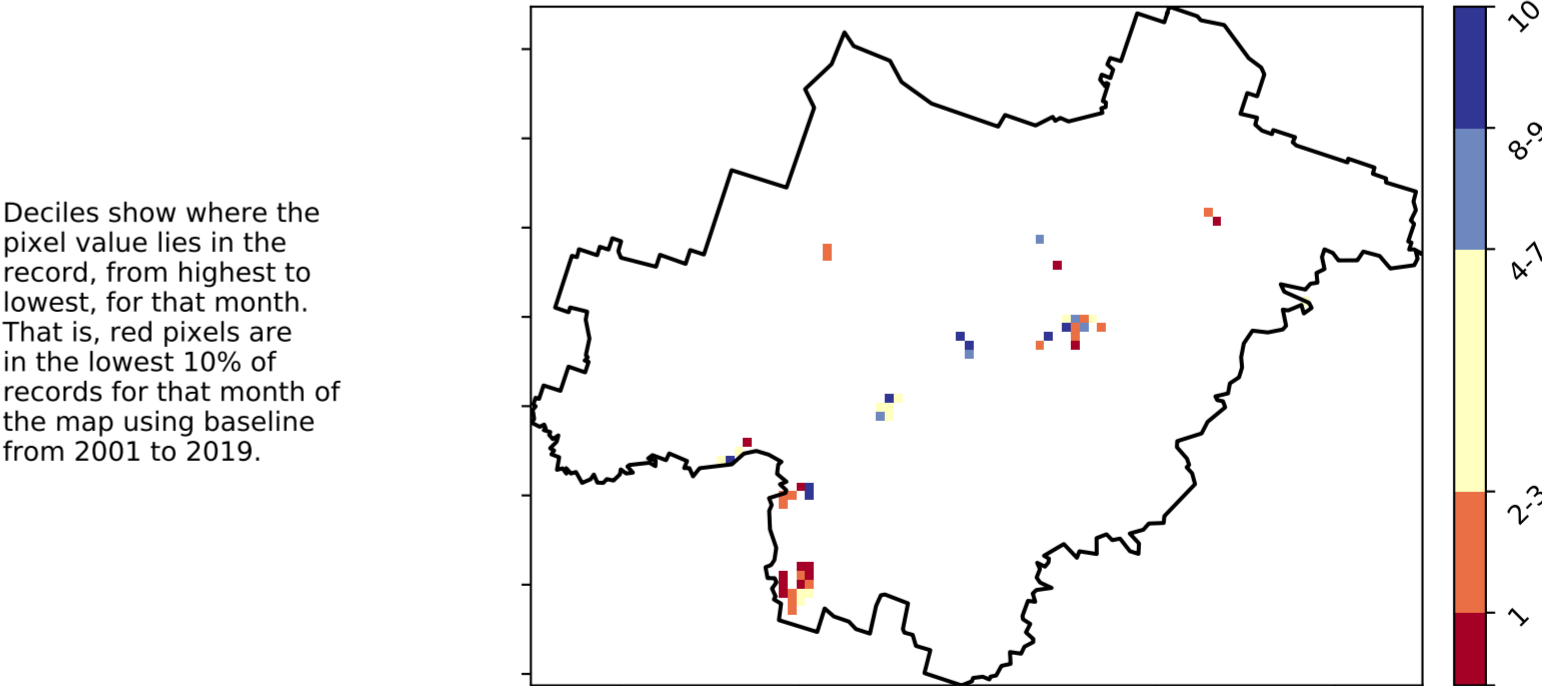 Deciles show where the
pixel value lies in the
record, from highest to
lowest, for that month.
That is, red pixels are
in the lowest 10% of
records for that month of
the map using baseline
from 2001 to 2019.
10
8-9
4-7
2-3
1